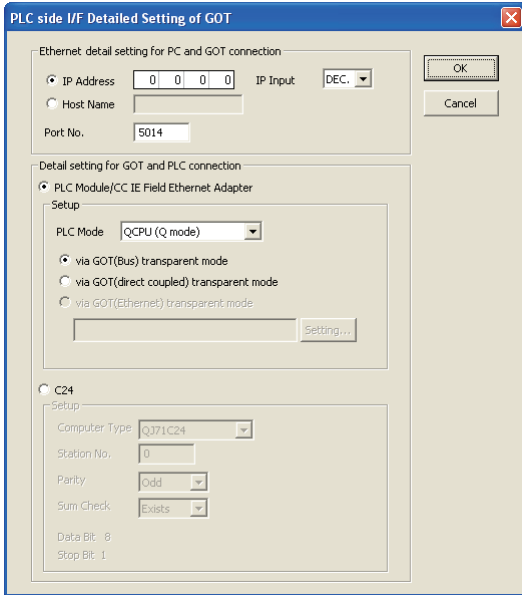 PLC side I/F Detailed Setting of GOT
Ethernet detail setting for PC and GOT connection
IP Address 0 0 0 0 IP Input DEC.
Host Name
Port No. 5014
OK
Cancel
Detail setting for GOT and PLC connection
PLC Module/CC IE Field Ethernet Adapter
Setup
PLC Mode QCPU (Q mode)
via GOT(Bus) transparent mode
via GOT(direct coupled) transparent mode
via GOT(Ethernet) transparent mode
Setting...
C24
Setup
Computer Type QJ71C24
Station No. 0
Parity Odd
Sum Check Exists
Data Bit 8
Stop Bit 1